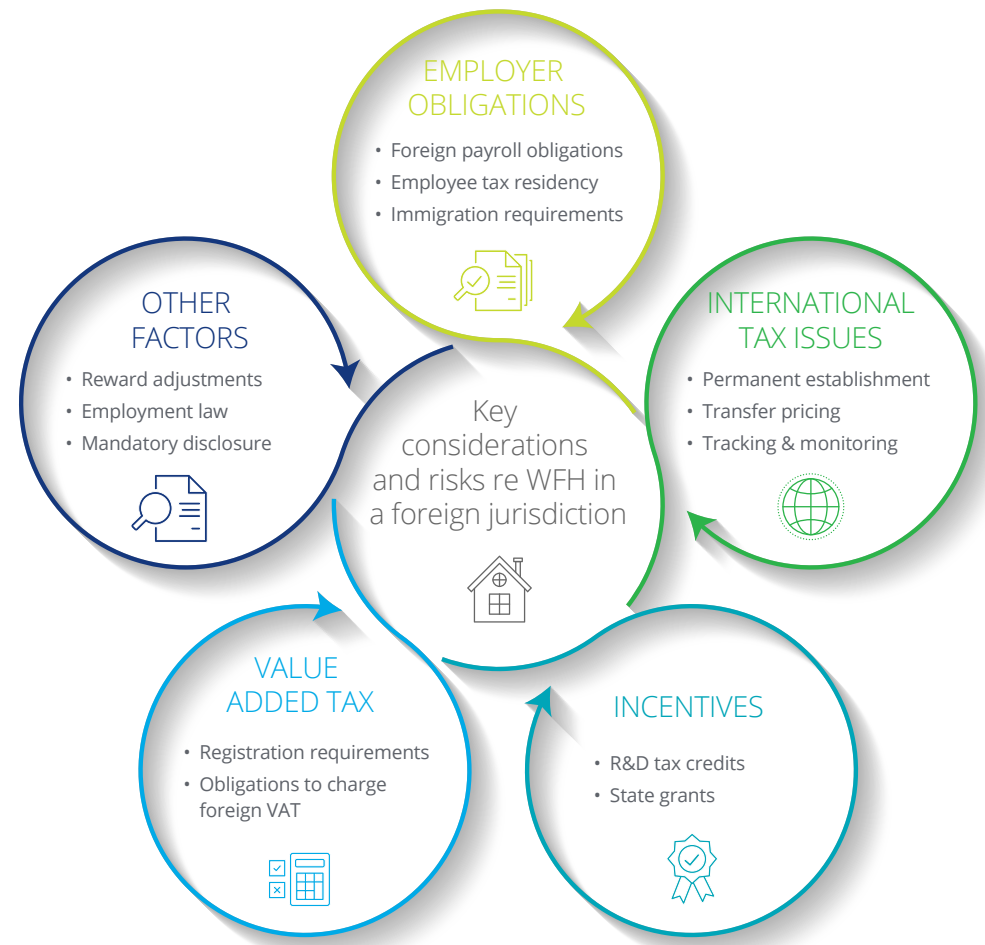 EMPLOYER
OBLIGATIONS
• Foreign payroll obligations
• Employee tax residency
• Immigration requirements
OTHER
FACTORS
• Reward adjustments
• Employment law
• Mandatory disclosure
INTERNATIONAL
TAX ISSUES
• Permanent establishment
• Transfer pricing
• Tracking & monitoring
Key
considerations
and risks re WFH in
a foreign jurisdiction
VALUE
ADDED TAX
• Registration requirements
• Obligations to charge
foreign VAT
INCENTIVES
• R&D tax credits
• State grants